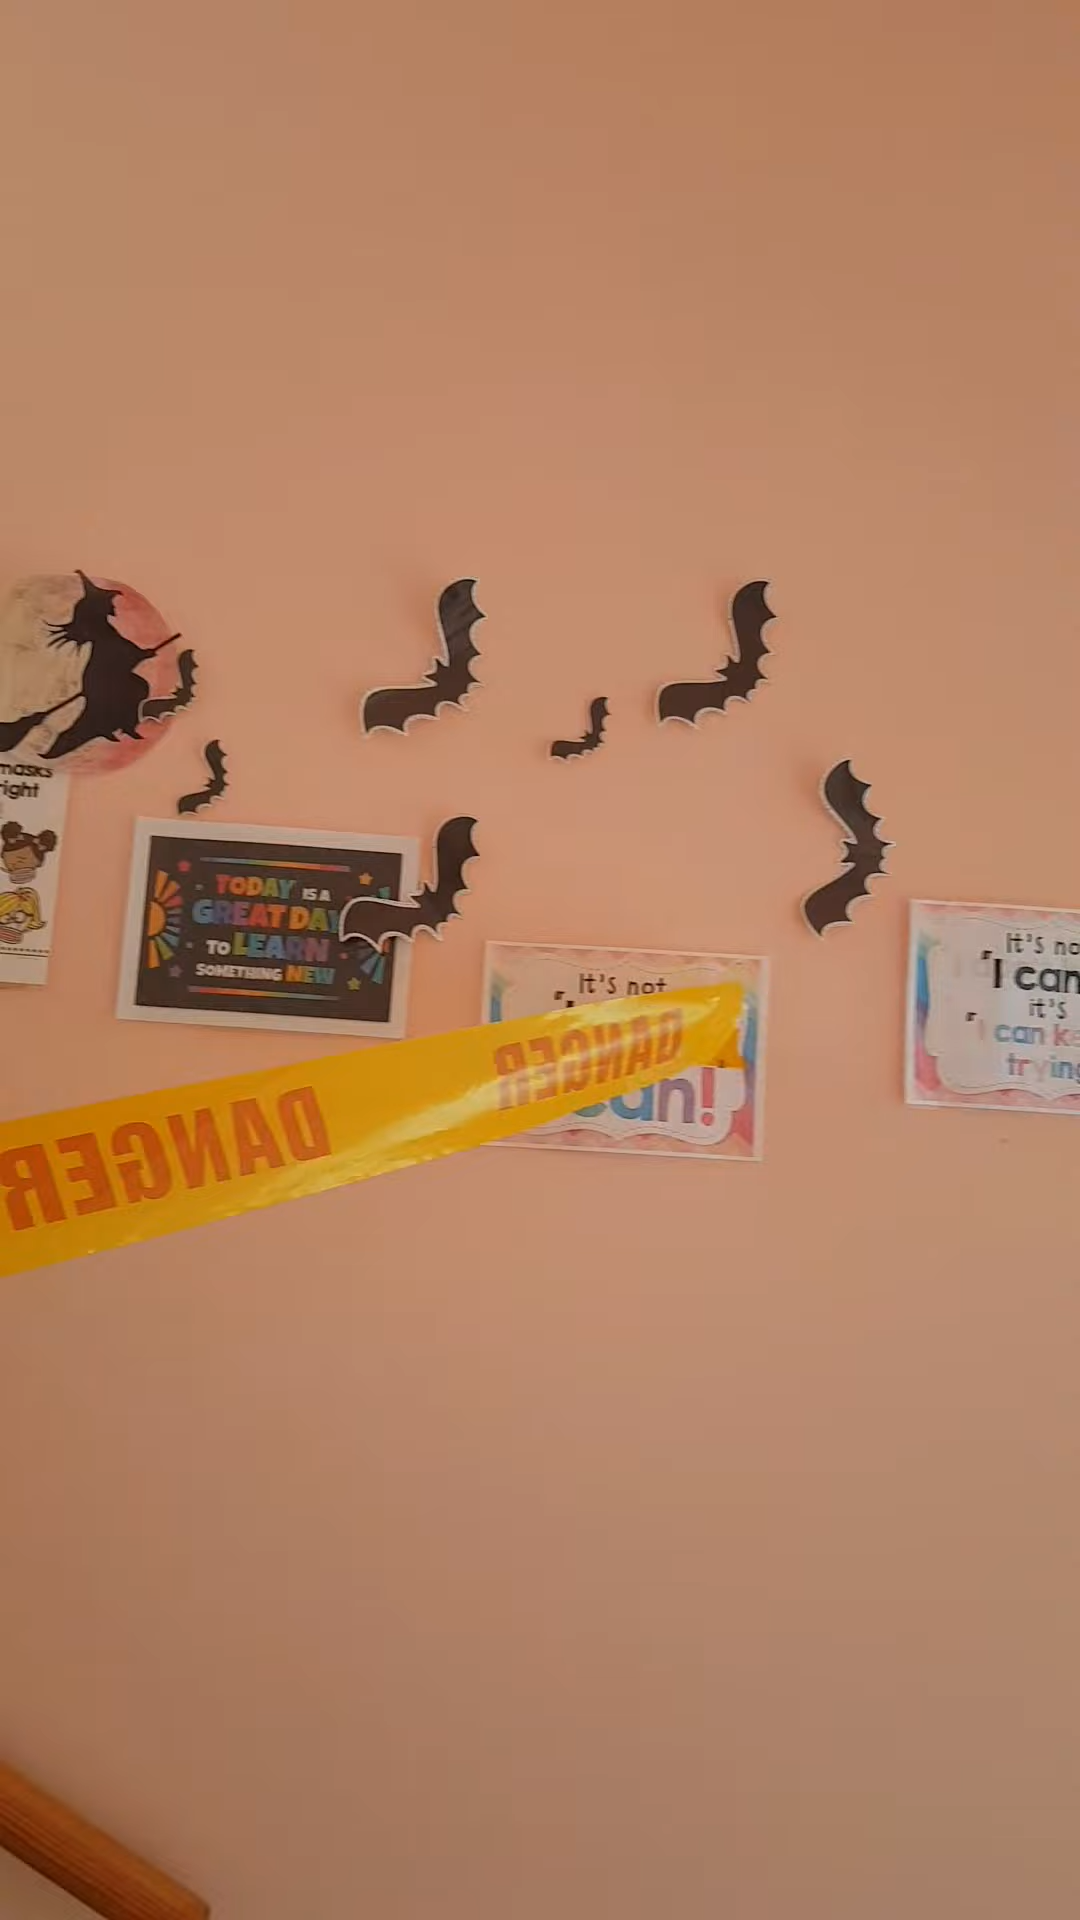 masks
right
TODAY IS A
GREAT DAY
TO LEARN
SOMETHING NEW
It's not
can!
DANGER DANGER DANGER
It's no
"I can
it's
"I can ke
trying